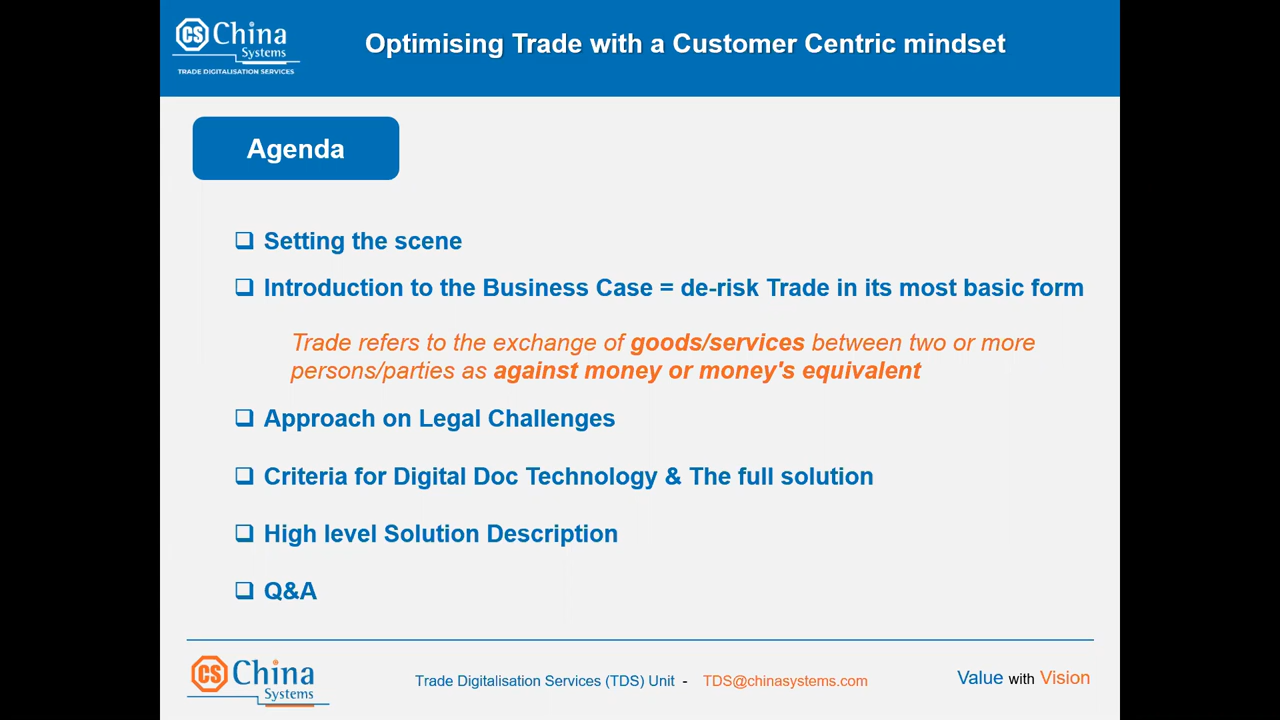 CS China
Systems
TRADE DIGITALISATION SERVICES
Optimising Trade with a Customer Centric mindset
Agenda
Setting the scene
Introduction to the Business Case = de-risk Trade in its most basic form
Trade refers to the exchange of goods/services between two or more
persons/parties as against money or money's equivalent
Approach on Legal Challenges
Criteria for Digital Doc Technology & The full solution
High level Solution Description
Q&A
CS China
Systems
Trade Digitalisation Services (TDS) Unit - TDS@chinasystems.com
Value with Vision